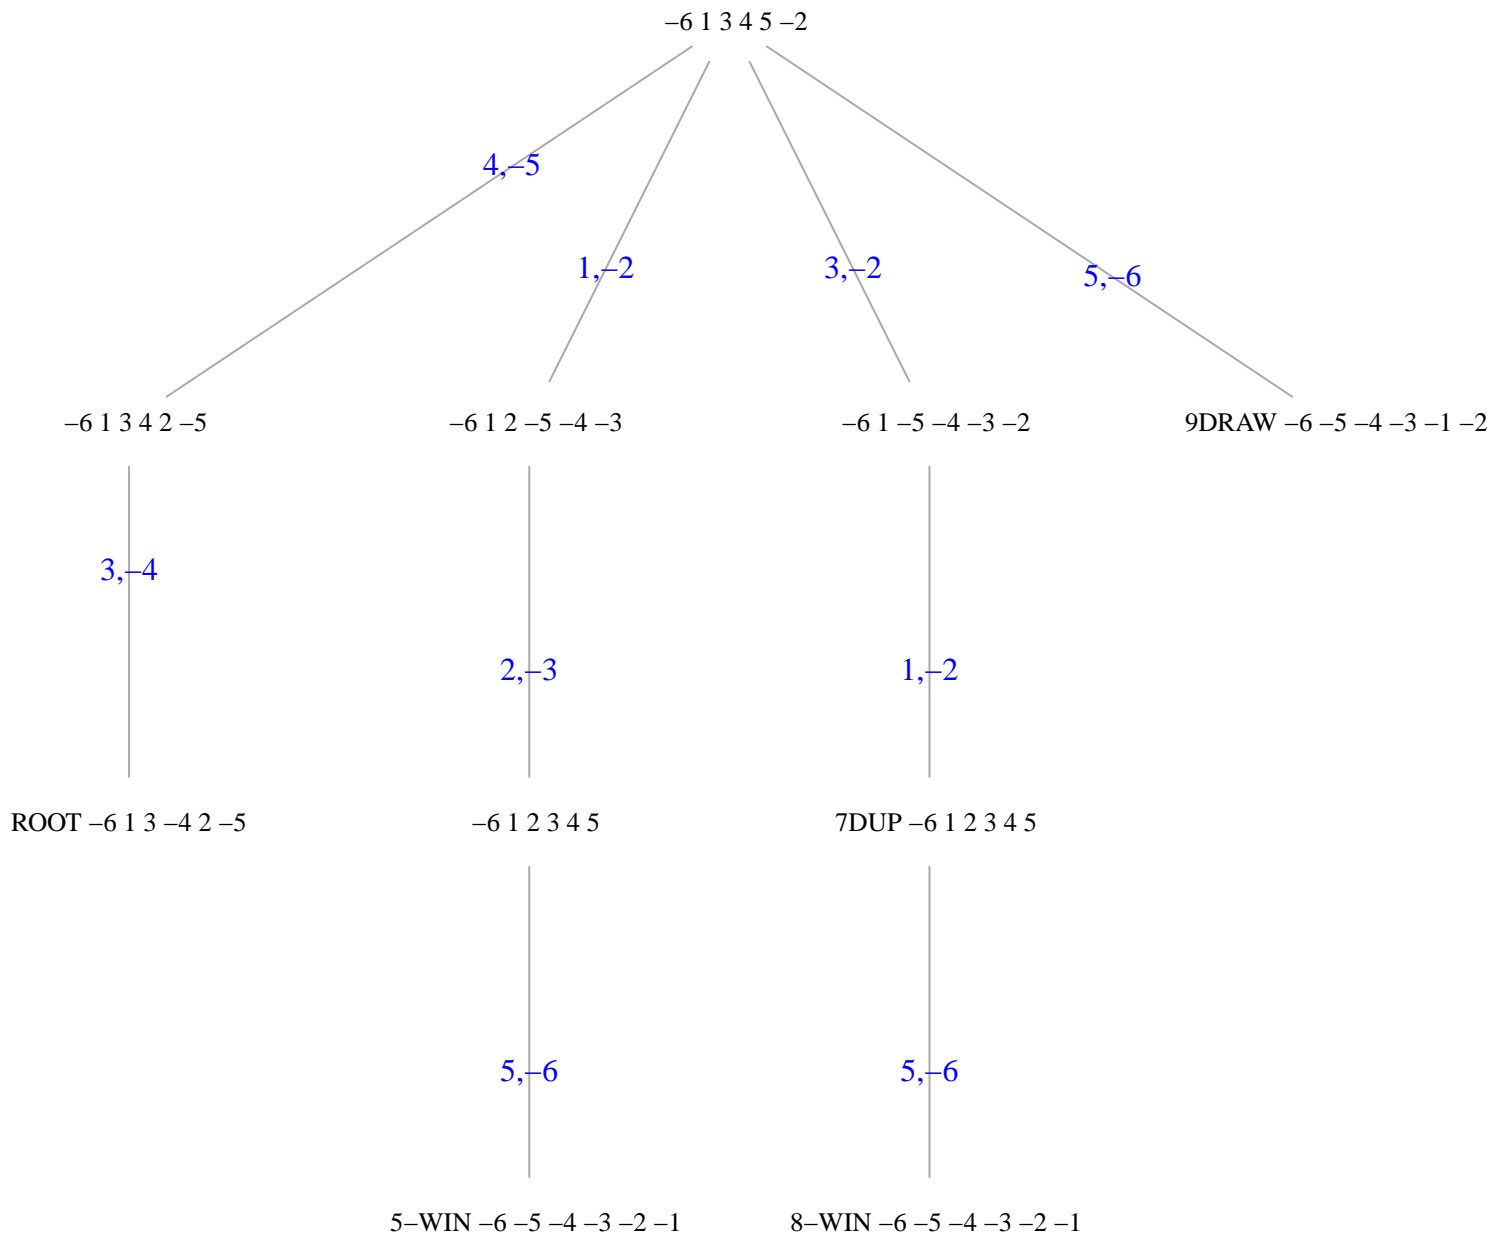 −6 1 3 4 5 −2
4,−5
1,−2
3,−2
5,−6
−6 1 3 4 2 −5
−6 1 2 −5 −4 −3
−6 1 −5 −4 −3 −2
9DRAW −6 −5 −4 −3 −1 −2
3,−4
2,−3
1,−2
ROOT −6 1 3 −4 2 −5
−6 1 2 3 4 5
7DUP −6 1 2 3 4 5
5,−6
5,−6
5−WIN −6 −5 −4 −3 −2 −1
8−WIN −6 −5 −4 −3 −2 −1